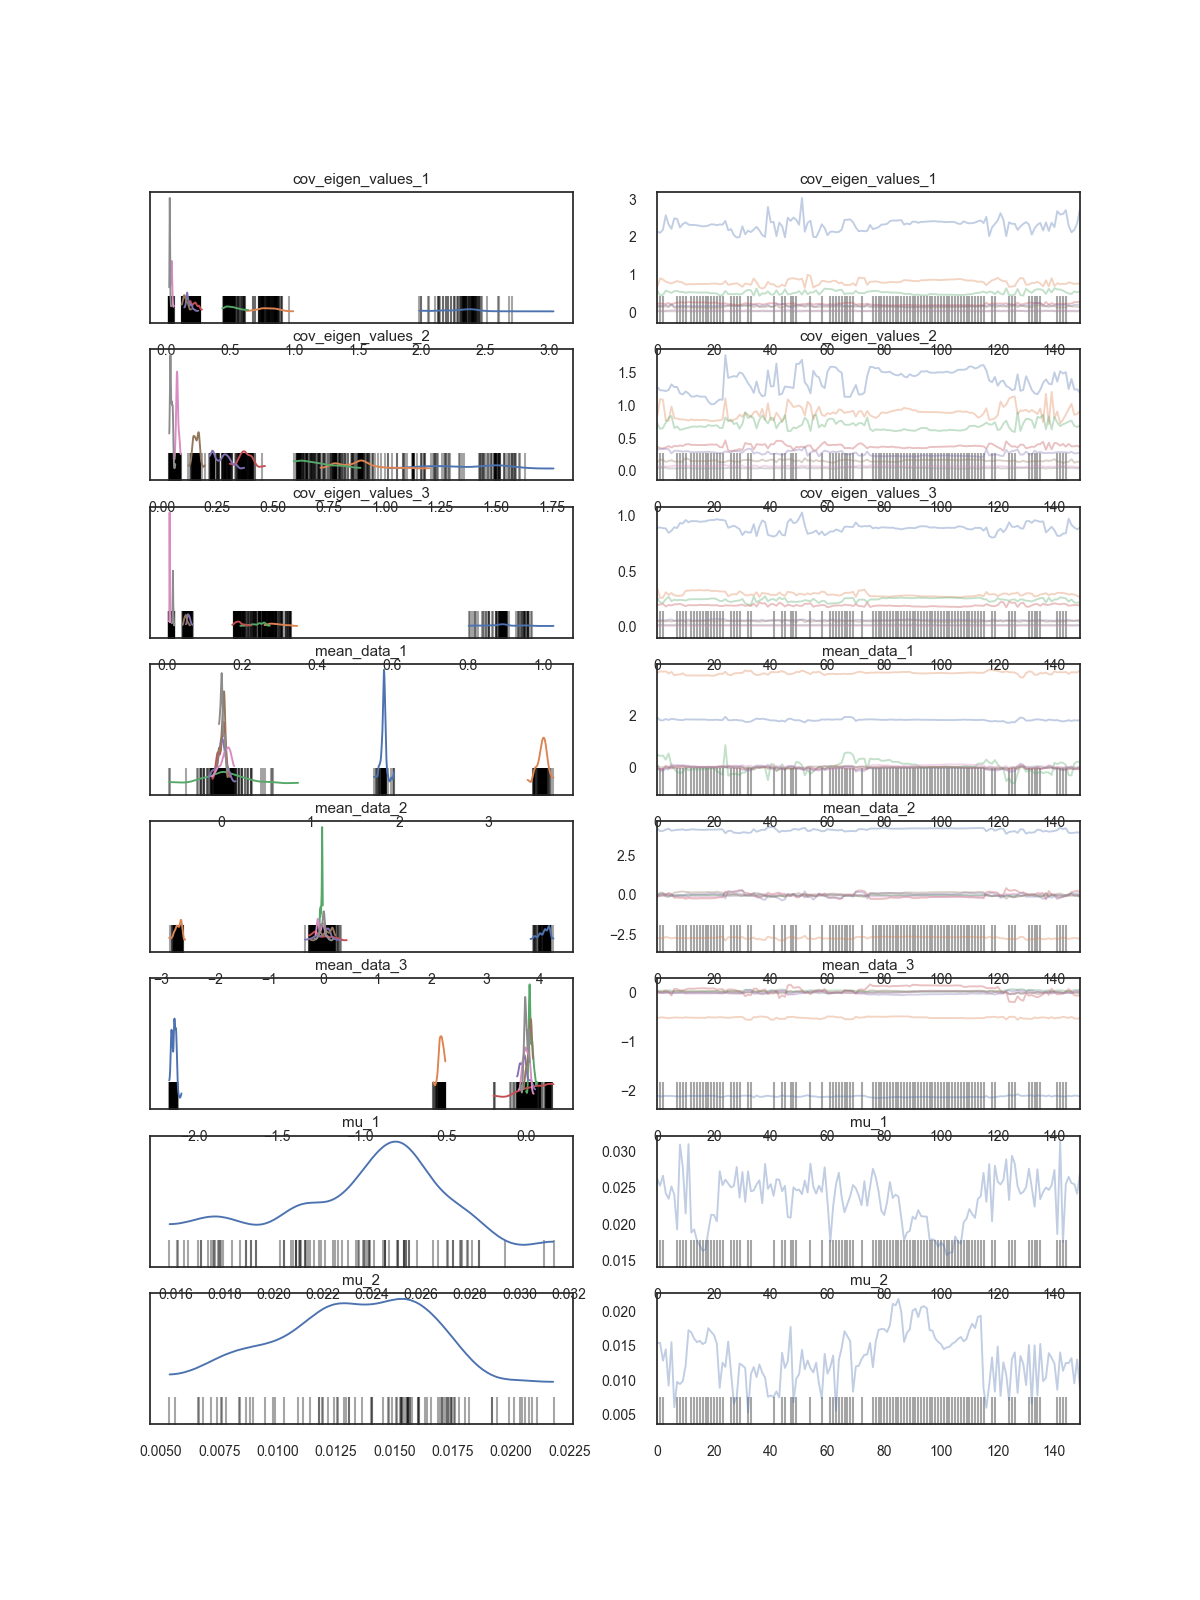 cov_eigen_values_1 cov_eigen_values_1
3
2
1
0
0.0 0.5 1.0 1.5 2.0 2.5 3.0 0 20 40 60 80 100 120 140
cov_eigen_values_2 cov_eigen_values_2
1.5
1.0
0.5
0.0
0.00 0.25 0.50 0.75 1.00 1.25 1.50 1.75 0 20 40 60 80 100 120 140
cov_eigen_values_3 cov_eigen_values_3
1.0
0.5
0.0
0.0 0.2 0.4 0.6 0.8 1.0 0 20 40 60 80 100 120 140
mean_data_1 mean_data_1
2
0
0 1 2 3 0 20 40 60 80 100 120 140
mean_data_2 mean_data_2
2.5
0.0
−2.5
−3 −2 −1 0 1 2 3 4 0 20 40 60 80 100 120 140
mean_data_3 mean_data_3
0
−1
−2
−2.0 −1.5 −1.0 −0.5 0.0 0 20 40 60 80 100 120 140
mu_1 mu_1
0.030
0.025
0.020
0.015
0.016 0.018 0.020 0.022 0.024 0.026 0.028 0.030 0.032 0 20 40 60 80 100 120 140
mu_2 mu_2
0.020
0.015
0.010
0.005
0.0050 0.0075 0.0100 0.0125 0.0150 0.0175 0.0200 0.0225 0 20 40 60 80 100 120 140